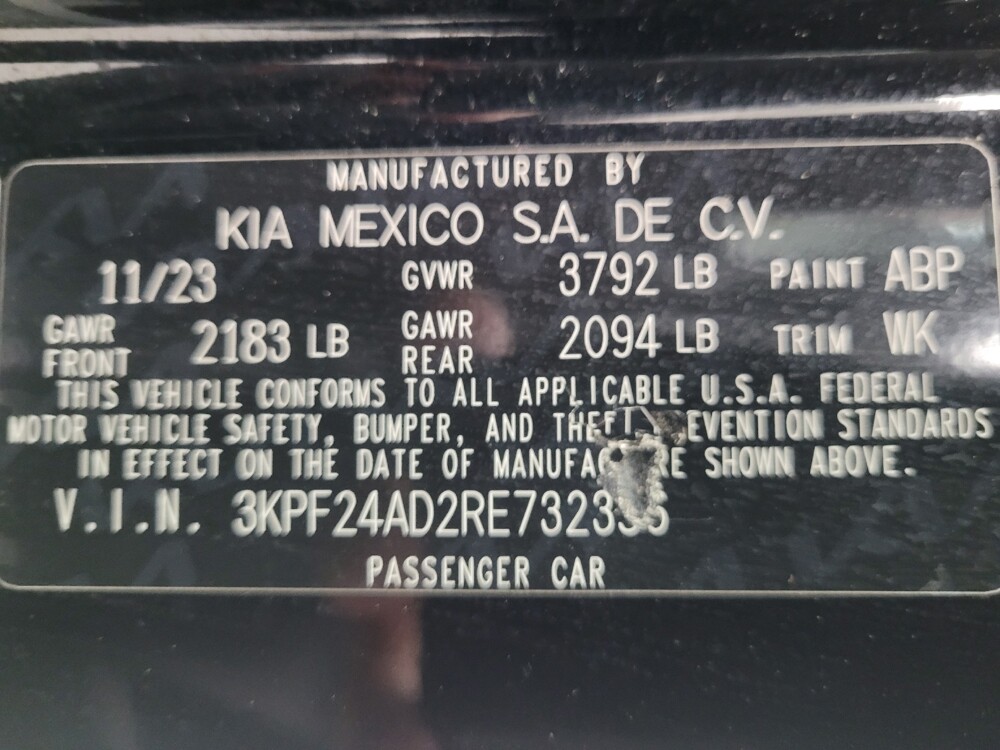 MANUFACTURED BY
KIA MEXICO S.A. DE C.V.
11/23 GVWR 3792 LB PAINT ABP
GAWR FRONT 2183 LB GAWR REAR 2094 LB TRIM WK
THIS VEHICLE CONFORMS TO ALL APPLICABLE U.S.A. FEDERAL
MOTOR VEHICLE SAFETY, BUMPER, AND THEFT STANDARDS
IN EFFECT ON THE DATE OF SHOWN ABOVE.
V.I.N.
PASSENGER CAR